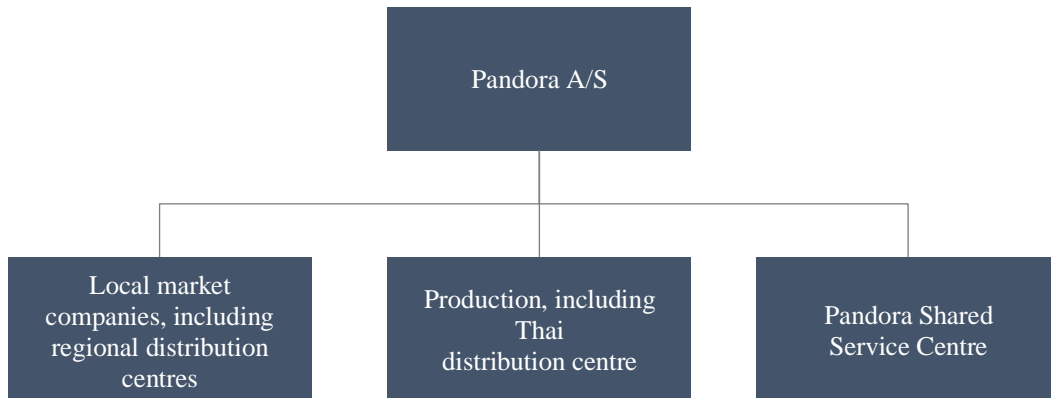 Pandora A/S
Local market
companies, including
regional distribution
centres
Production, including
Thai
distribution centre
Pandora Shared
Service Centre